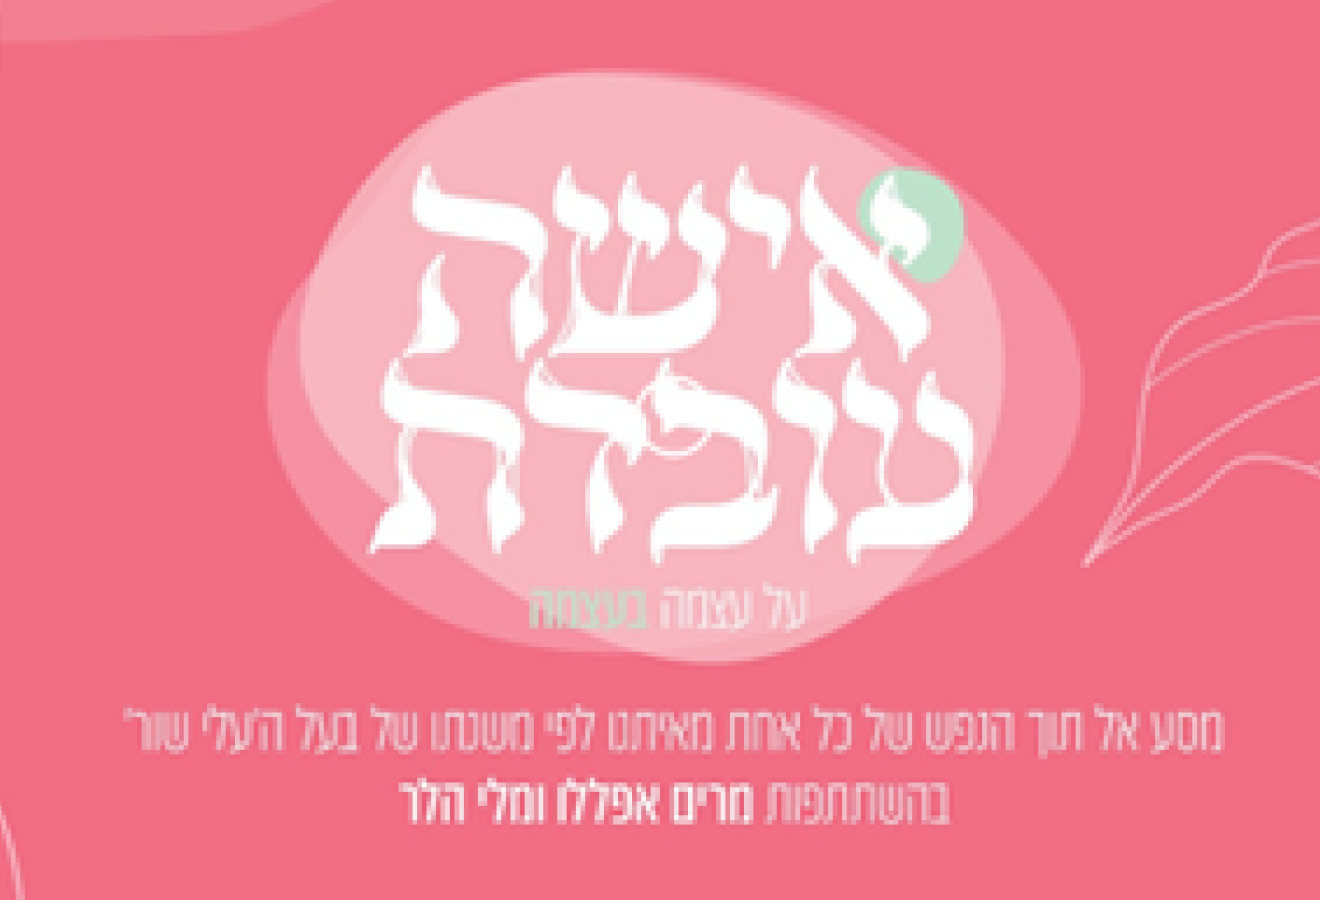 אישה
עובדת
על עצמה בעצמה
מסע אל תוך הנפש של כל אחת מאיתנו לפי משנתו של בעל ה'עלי שור'
בהשתתפות מרים אפללו ומלי הלר